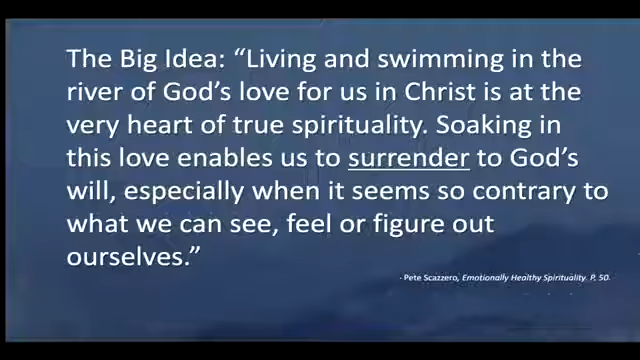 The Big Idea: “Living and swimming in the
river of God’s love for us in Christ is at the
very heart of true spirituality. Soaking in
this love enables us to surrender to God’s
will, especially when it seems so contrary to
what we can see, feel or figure out
ourselves.”
- Pete Scazzero, Emotionally Healthy Spirituality. P. 50.